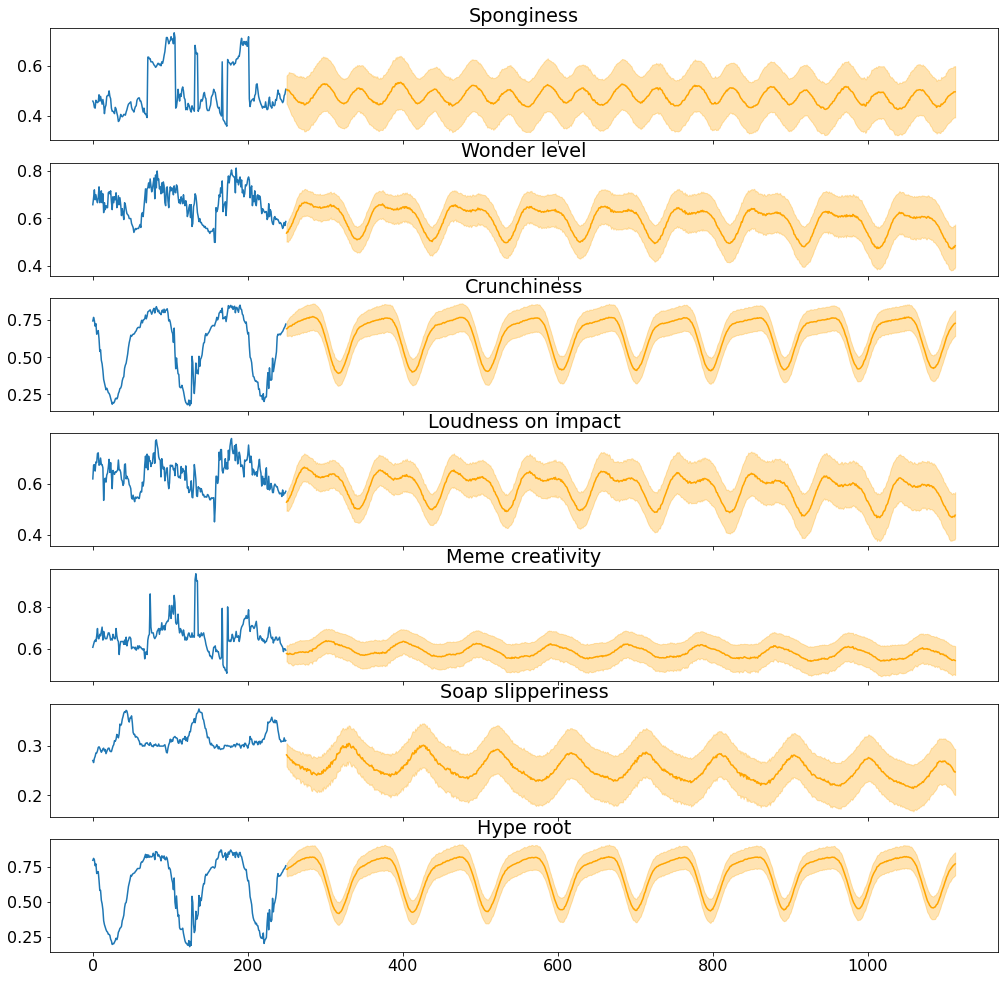 Sponginess
0.6
0.4
Wonder level
0.8
0.6
0.4
Crunchiness
0.75
0.50
0.25
Loudness on impact
0.6
0.4
Meme creativity
0.8
0.6
Soap slipperiness
0.3
0.2
Hype root
0.75
0.50
0.25
0 200 400 600 800 1000